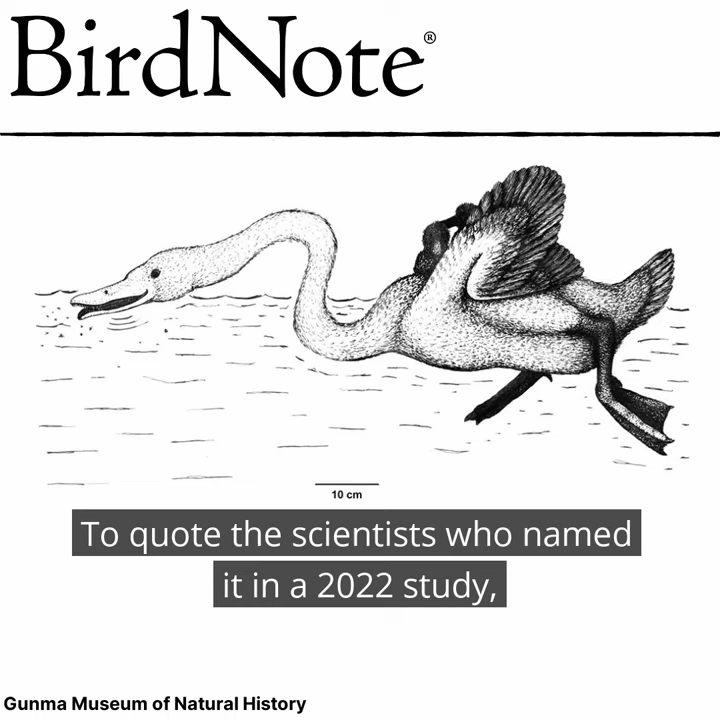 BirdNote®
10 cm
To quote the scientists who named
it in a 2022 study,
Gunma Museum of Natural History